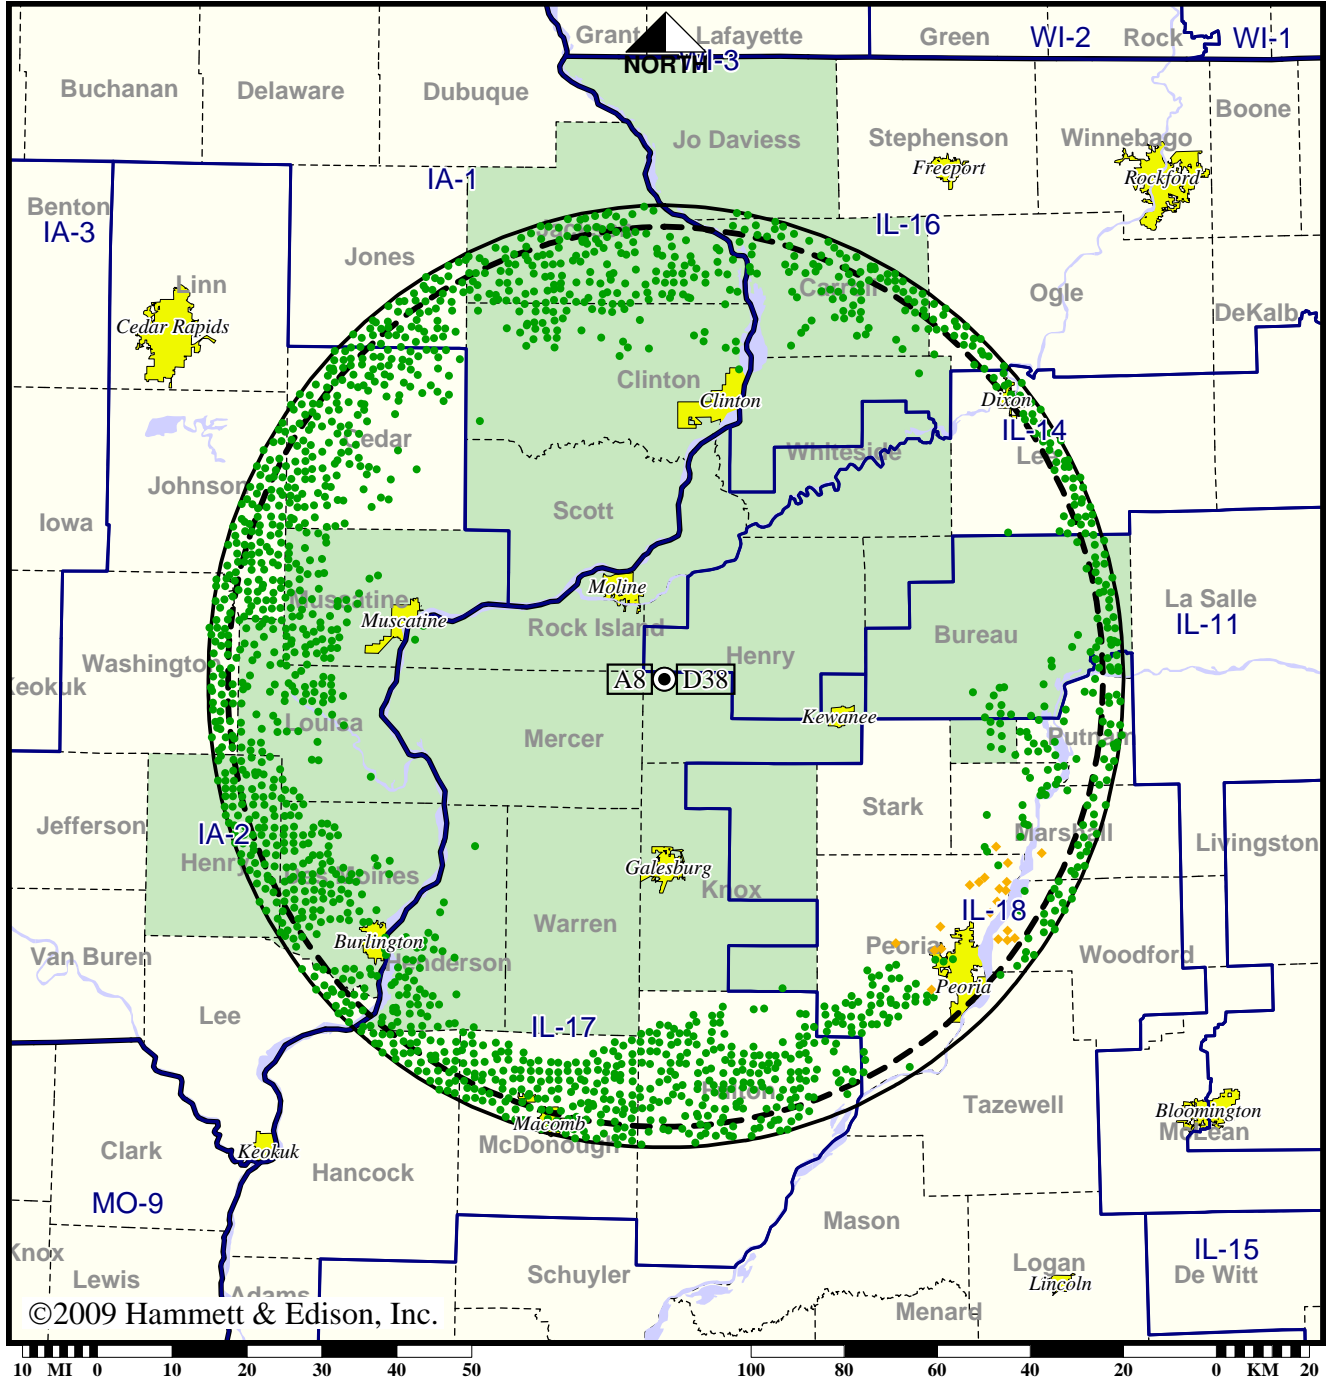 Grant
Lafayette
Green
WI-2
Rock
WI-1
NORTH
WI-3
Buchanan
Delaware
Dubuque
Boone
Jo Daviess
Stephenson
Winnebago
Freeport
Rockford
IA-1
Benton
IA-3
IL-16
Jones
Linn
Carroll
Ogle
DeKalb
Cedar Rapids
Clinton
Clinton
Dixon
IL-14
Cedar
Whiteside
Lee
Johnson
Iowa
Scott
Moline
Muscatine
Muscatine
Rock Island
Bureau
La Salle
IL-11
Washington
Henry
Keokuk
A8
D38
Louisa
Kewanee
Mercer
Putnam
Stark
Jefferson
IA-2
Marshall
Livingston
Henry
Des Moines
Galesburg
Knox
IL-18
Warren
Burlington
Peoria
Van Buren
Henderson
Woodford
Peoria
Lee
IL-17
Fulton
Tazewell
Bloomington
Macomb
McLean
McDonough
Clark
Keokuk
Hancock
MO-9
Mason
Knox
IL-15
Lewis
Schuyler
Logan
De Witt
Lincoln
Adams
Menard
©2009 Hammett & Edison, Inc.
10 MI 0 10 20 30 40 50
100 80 60 40 20 0 KM 20